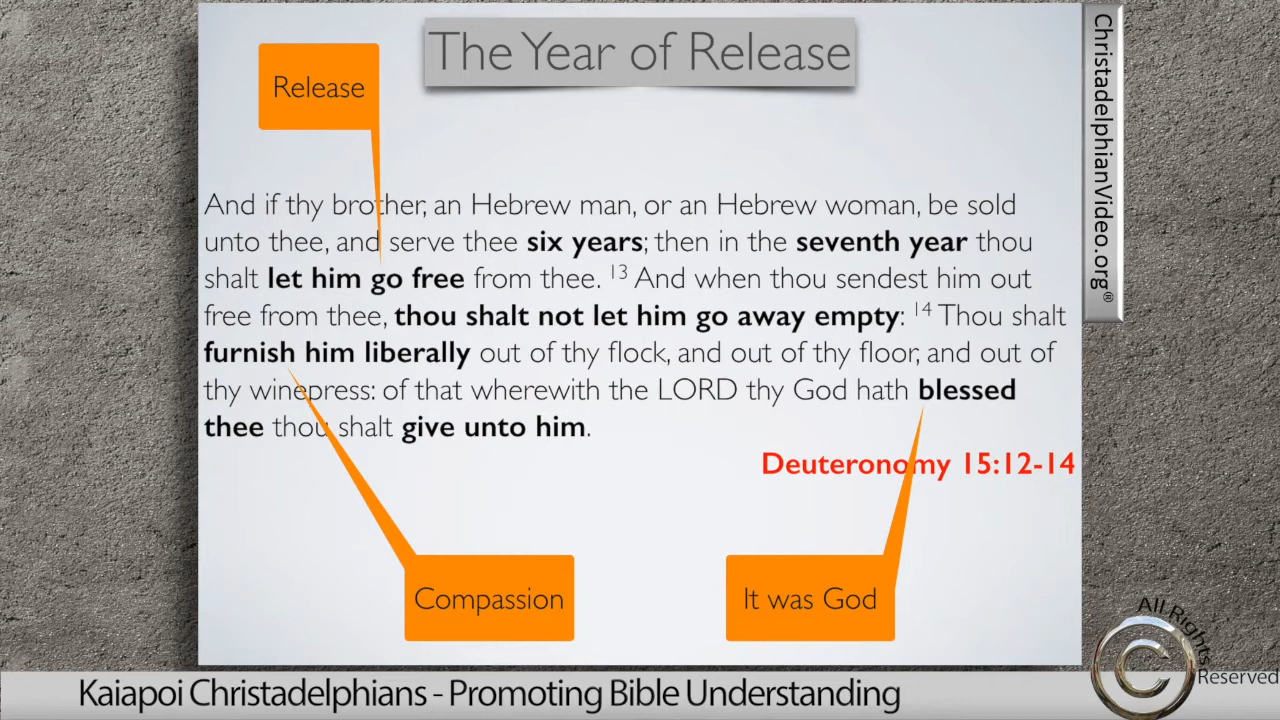 The Year of Release
Release
And if thy brother, an Hebrew man, or an Hebrew woman, be sold
unto thee, and serve thee six years; then in the seventh year thou
shalt let him go free from thee. 13 And when thou sendest him out
free from thee, thou shalt not let him go away empty: 14 Thou shalt
furnish him liberally out of thy flock, and out of thy floor, and out of
thy winepress: of that wherewith the LORD thy God hath blessed
thee thou shalt give unto him.
Deuteronomy 15:12-14
Compassion
It was God
ChristadelphianVideo.org®
All Rights
Reserved
C
Kaiapoi Christadelphians - Promoting Bible Understanding